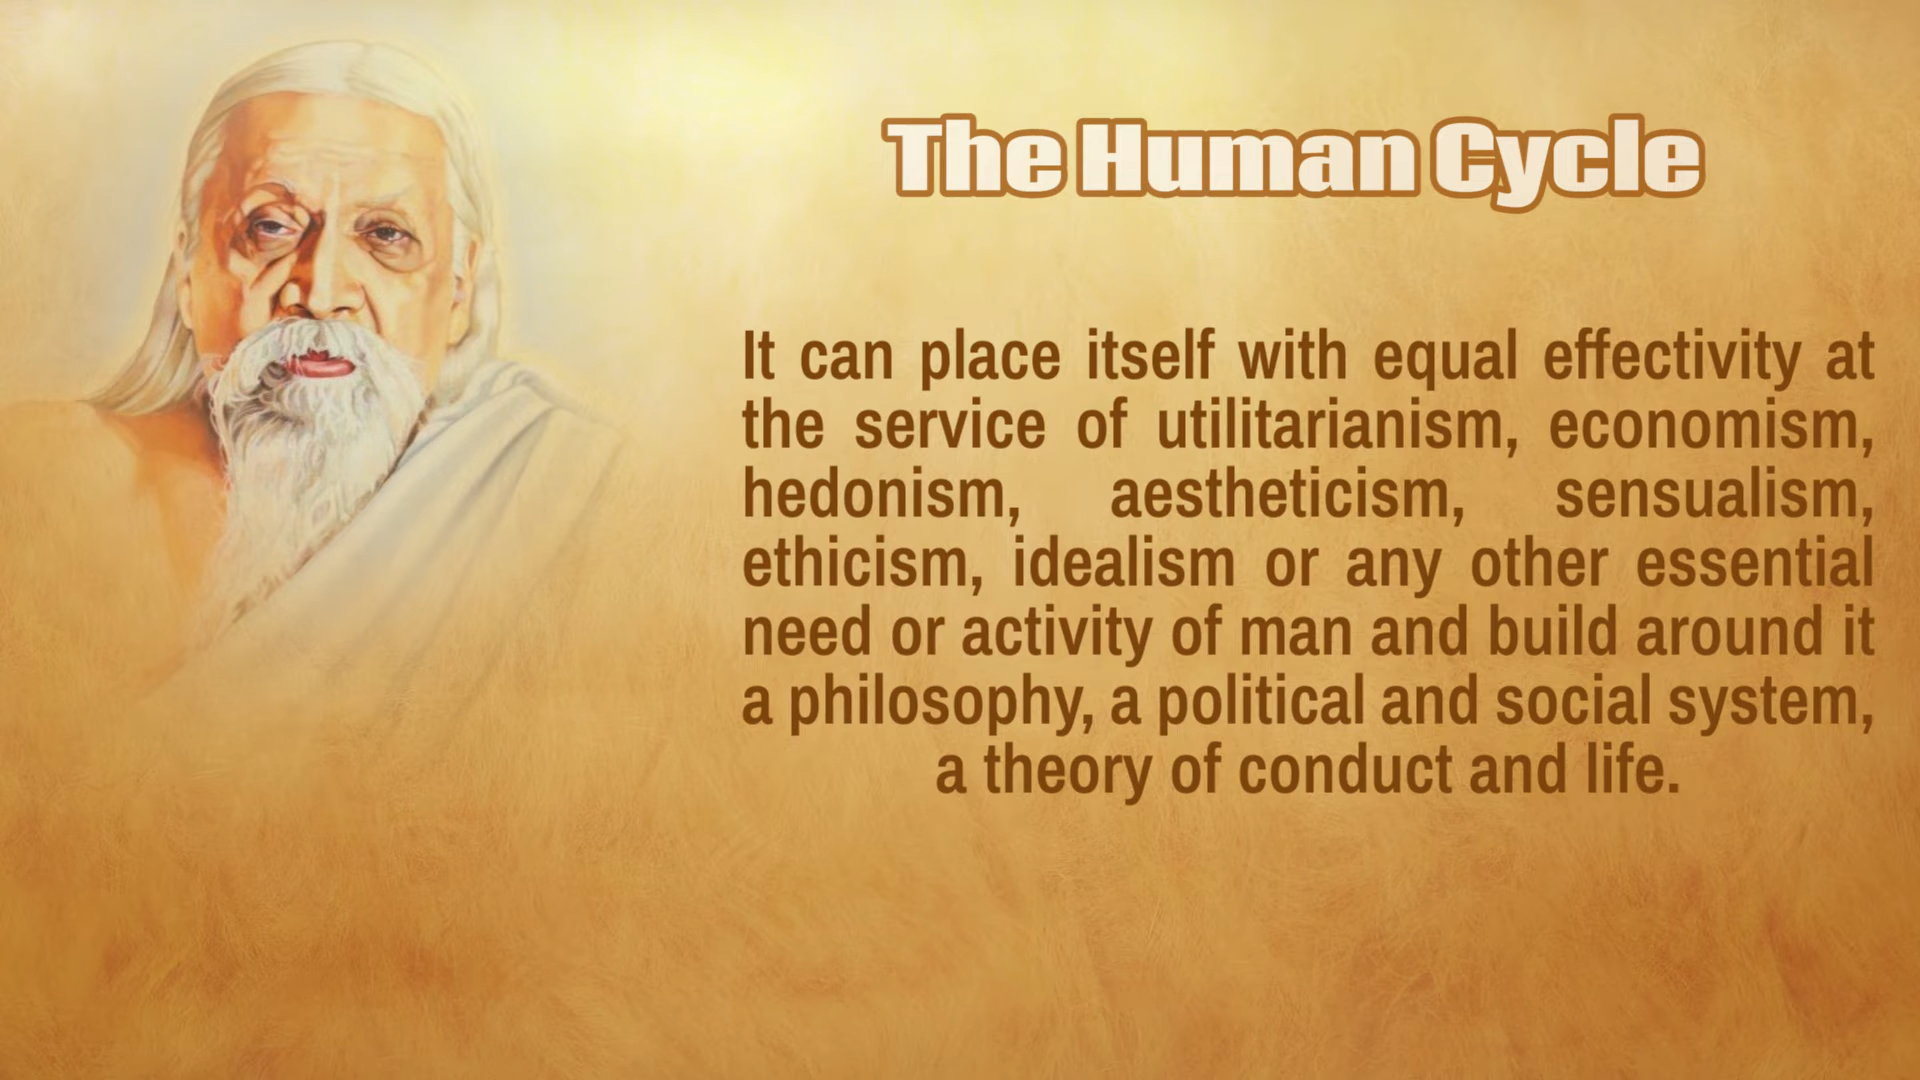 The Human Cycle
It can place itself with equal effectivity at
the service of utilitarianism, economism,
hedonism, aestheticism, sensualism,
ethicism, idealism or any other essential
need or activity of man and build around it
a philosophy, a political and social system,
a theory of conduct and life.